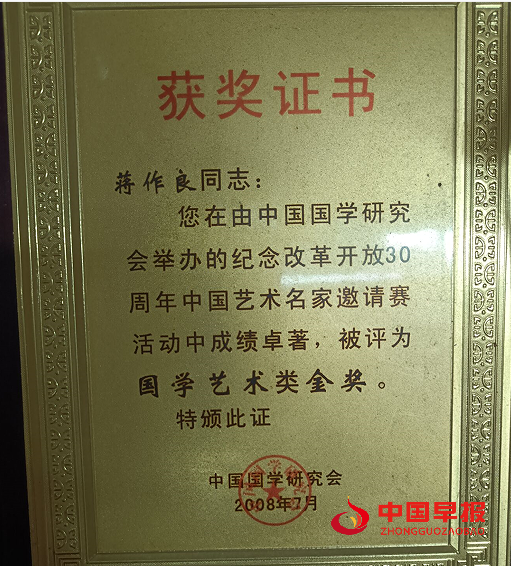 获奖证书
蒋作良同志：
您在由中国国学研究
会举办的纪念改革开放30
周年中国艺术名家邀请赛
活动中成绩卓著，被评为
国学艺术类金奖。
特颁此证
中国国学研究会
2008年7月
中国早报
ZHONGGUOZAOBAO